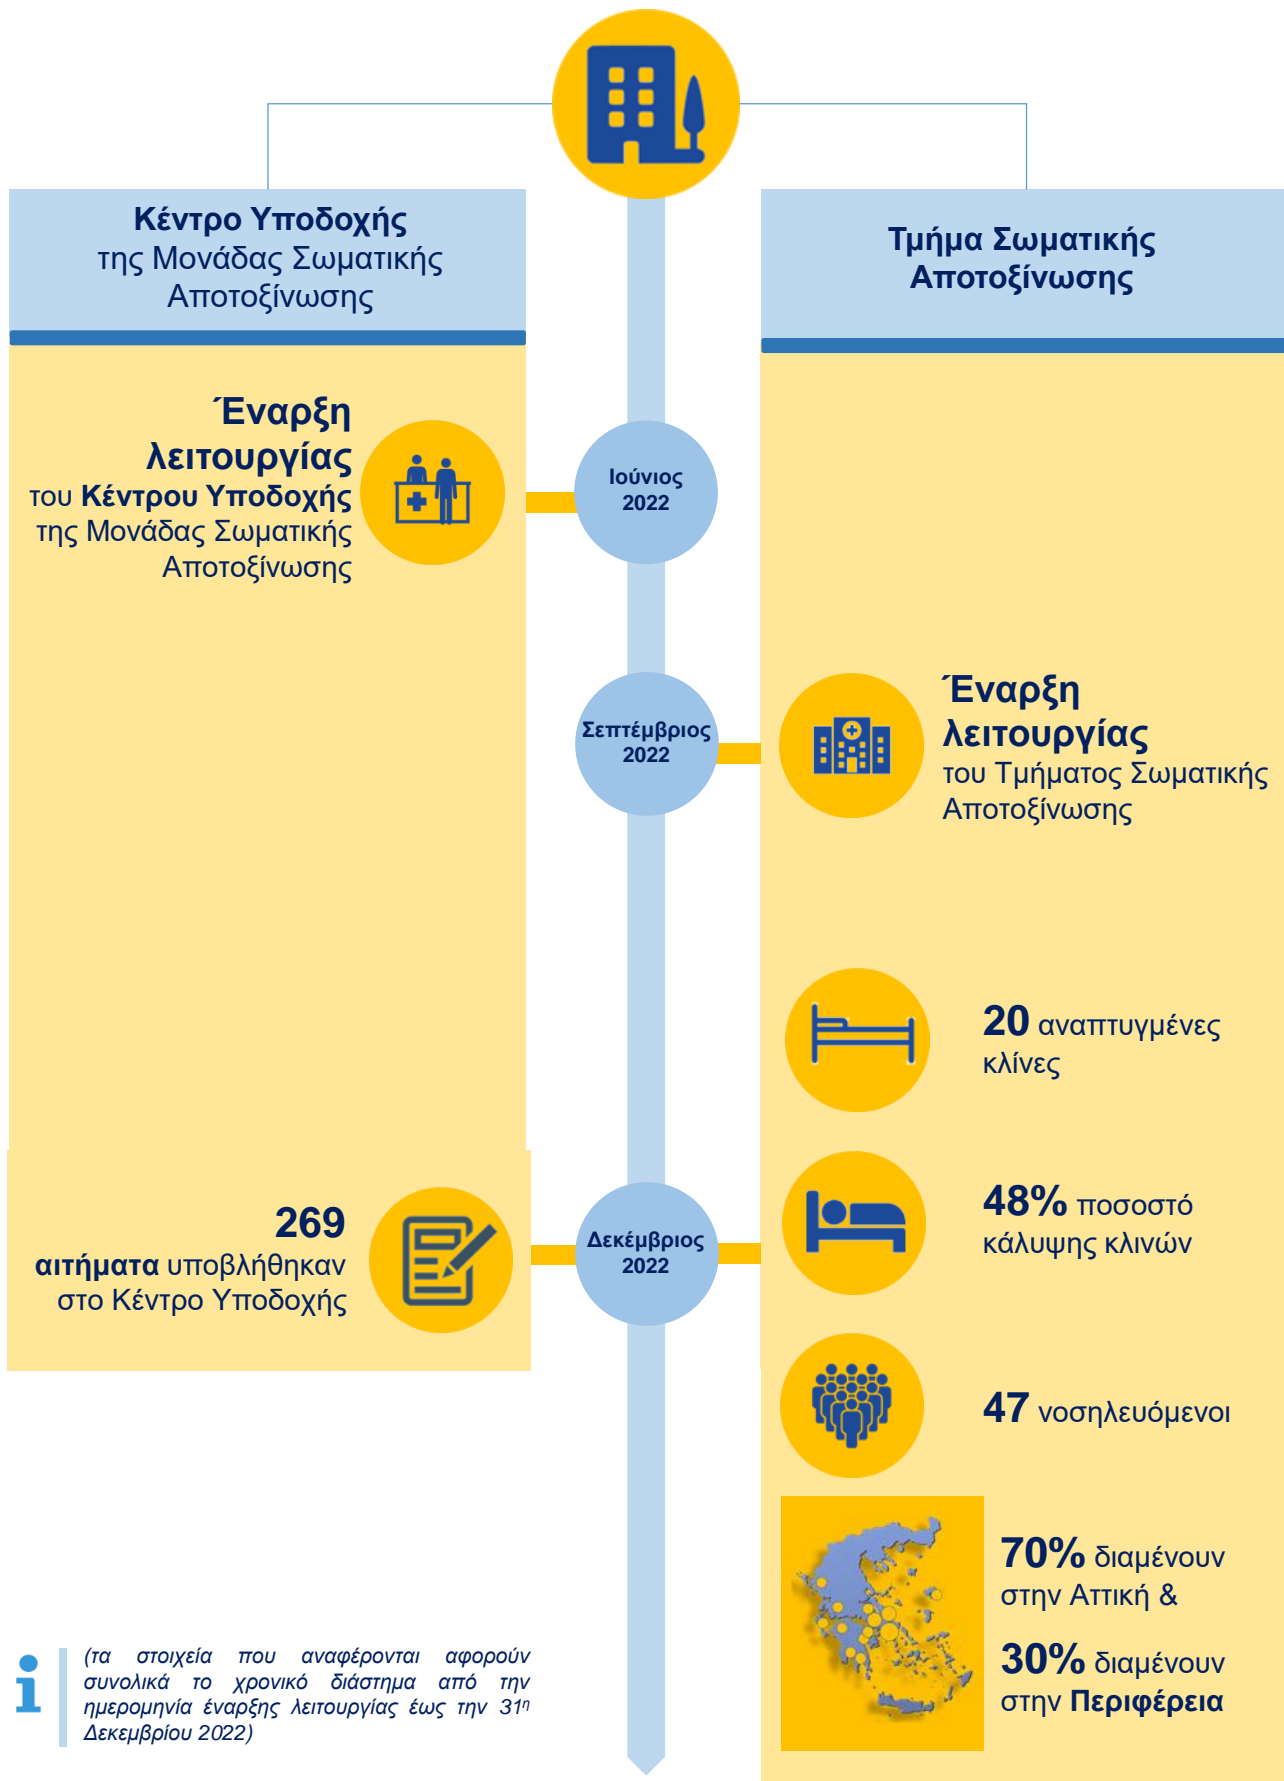 Κέντρο Υποδοχής
της Μονάδας Σωματικής
Αποτοξίνωσης
Τμήμα Σωματικής
Αποτοξίνωσης
Έναρξη
λειτουργίας
του Κέντρου Υποδοχής
της Μονάδας Σωματικής
Αποτοξίνωσης
Ιούνιος
2022
Σεπτέμβριος
2022
Έναρξη
λειτουργίας
του Τμήματος Σωματικής
Αποτοξίνωσης
20 αναπτυγμένες
κλίνες
269
αιτήματα υποβλήθηκαν
στο Κέντρο Υποδοχής
Δεκέμβριος
2022
48% ποσοστό
κάλυψης κλινών
47 νοσηλευόμενοι
70% διαμένουν
στην Αττική &
30% διαμένουν
στην Περιφέρεια
(τα στοιχεία που αναφέρονται αφορούν
συνολικά το χρονικό διάστημα από την
ημερομηνία έναρξης λειτουργίας έως την 31η
Δεκεμβρίου 2022)